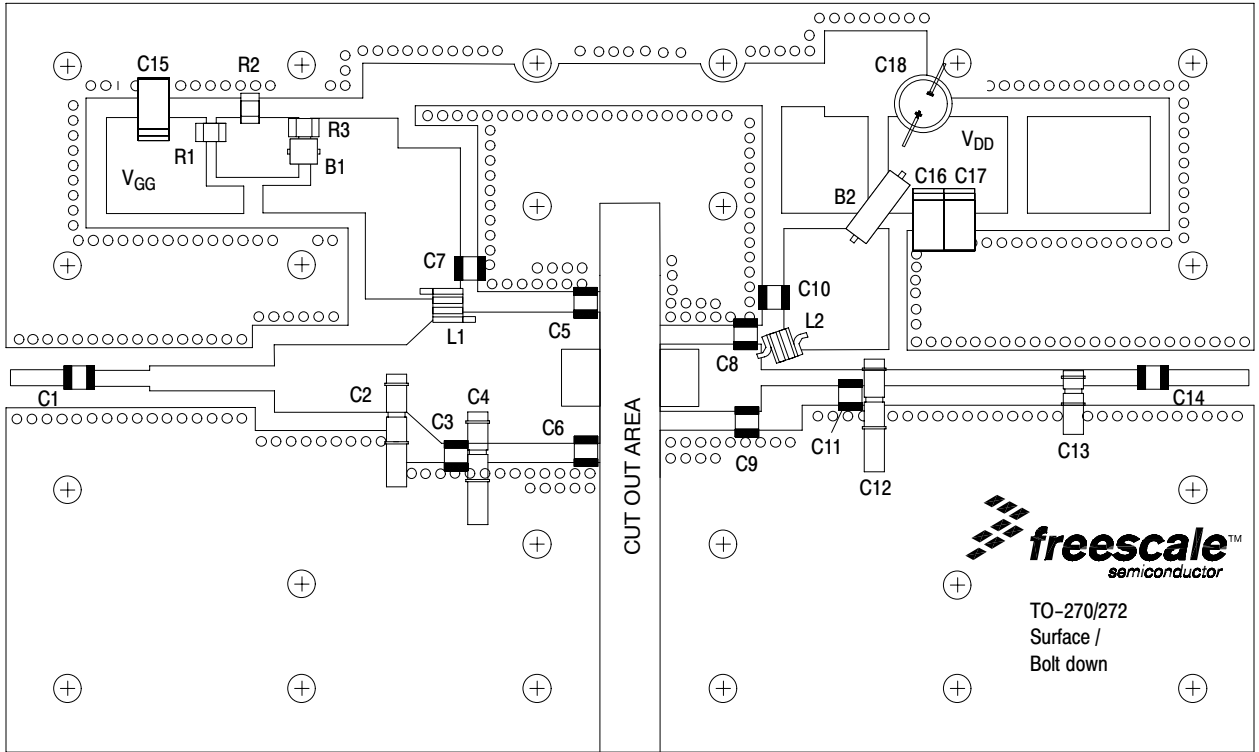 C15
R2
C18
R1
R3
B1
VGG
VDD
C16 C17
B2
C7
C10
L1
C5
C8
L2
C1
C2
C4
C3
C6
C9
C11
C12
C13
C14
CUT OUT AREA
freescale™
semiconductor
TO-270/272
Surface /
Bolt down